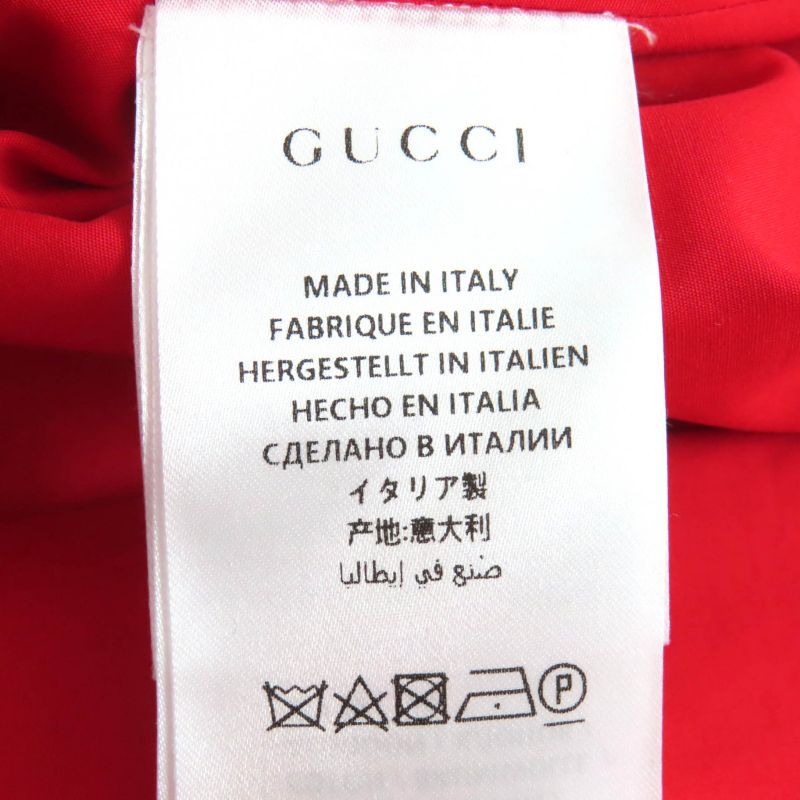 GUCCI
MADE IN ITALY
FABRIQUE EN ITALIE
HERGESTELLT IN ITALIEN
HECHO EN ITALIA
СДЕЛАНО В ИТАЛИИ
イタリア製
产地:意大利
صنع في إيطاليا
P